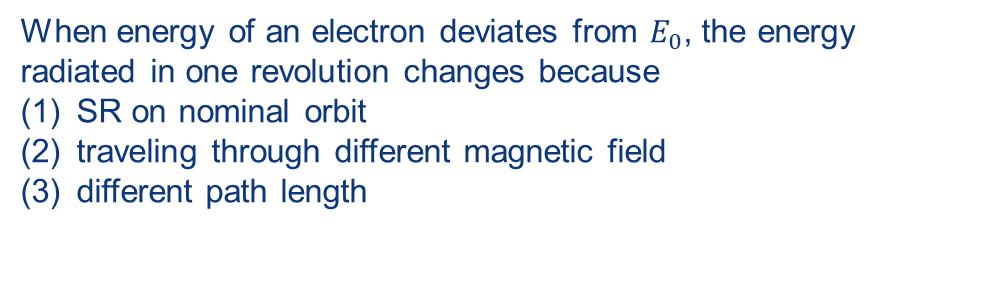 When energy of an electron deviates from E₀, the energy
radiated in one revolution changes because
(1) SR on nominal orbit
(2) traveling through different magnetic field
(3) different path length